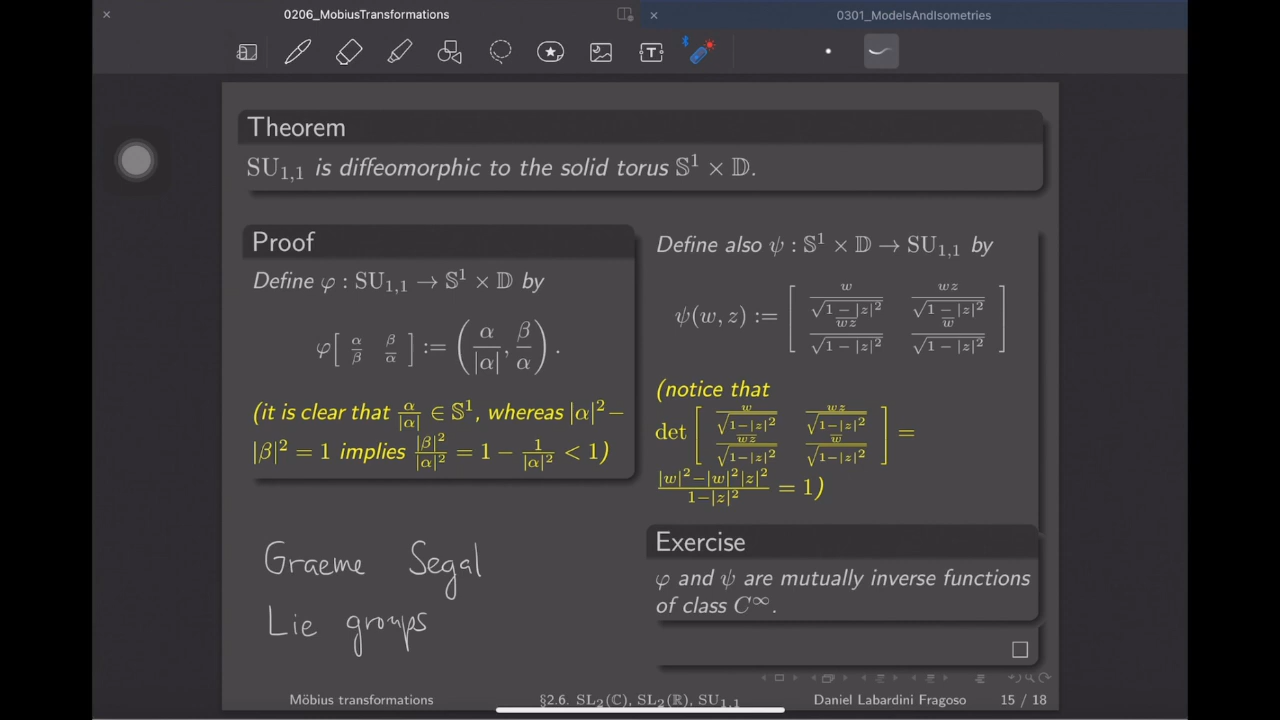 0206_MobiusTransformations
0301_ModelsAndIsometries
Theorem
SU₁,₁ is diffeomorphic to the solid torus 𝕊¹ × 𝔻.
Proof
Define φ : SU₁,₁ → 𝕊¹ × 𝔻 by
φ[ α β ; β̅ α̅ ] := (α/|α|, β/α).
(it is clear that α/|α| ∈ 𝕊¹, whereas |α|² −
|β|² = 1 implies |β|²/|α|² = 1 − 1/|α|² < 1)
Define also ψ : 𝕊¹ × 𝔻 → SU₁,₁ by
ψ(w, z) := [ w/√(1 − |z|²) wz/√(1 − |z|²) ; w̅z̅/√(1 − |z|²) w̅/√(1 − |z|²) ]
(notice that
det [ w/√(1−|z|²) wz/√(1−|z|²) ; w̅z̅/√(1−|z|²) w̅/√(1−|z|²) ] =
(|w|²−|w|²|z|²)/(1−|z|²) = 1)
Exercise
φ and ψ are mutually inverse functions
of class C^∞.
□
Graeme Segal
Lie groups
Möbius transformations §2.6. SL₂(ℂ), SL₂(ℝ), SU₁,₁ Daniel Labardini Fragoso 15 / 18